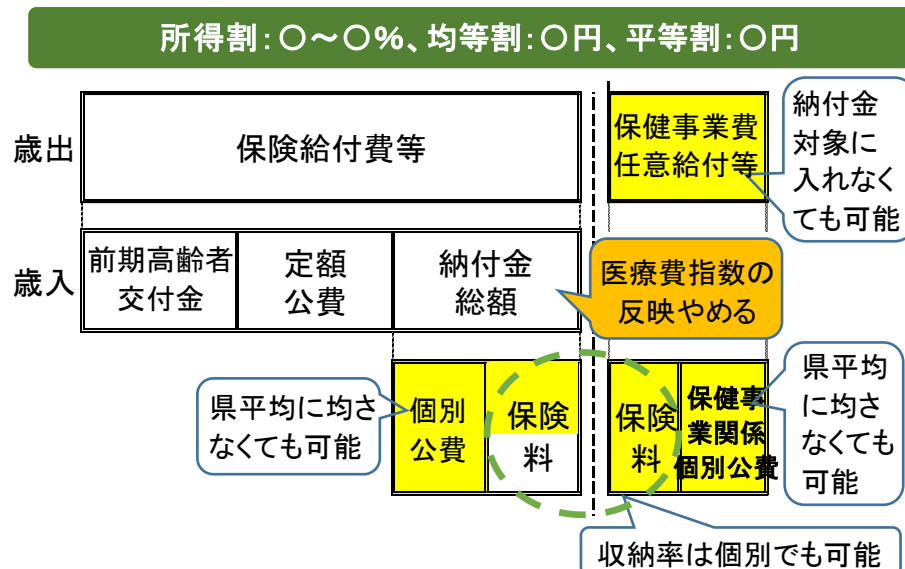 所得割:○～○%、均等割:○円、平等割:○円
歳出
保険給付費等
保健事業費
任意給付等
納付金
対象に
入れなく
ても可能
歳入
前期高齢者
交付金
定額
公費
納付金
総額
医療費指数の
反映やめる
県平均に均さ
なくても可能
個別
公費
保険
料
保険
料
保健事
業関係
個別公費
県平均
に均さ
なくても
可能
収納率は個別でも可能